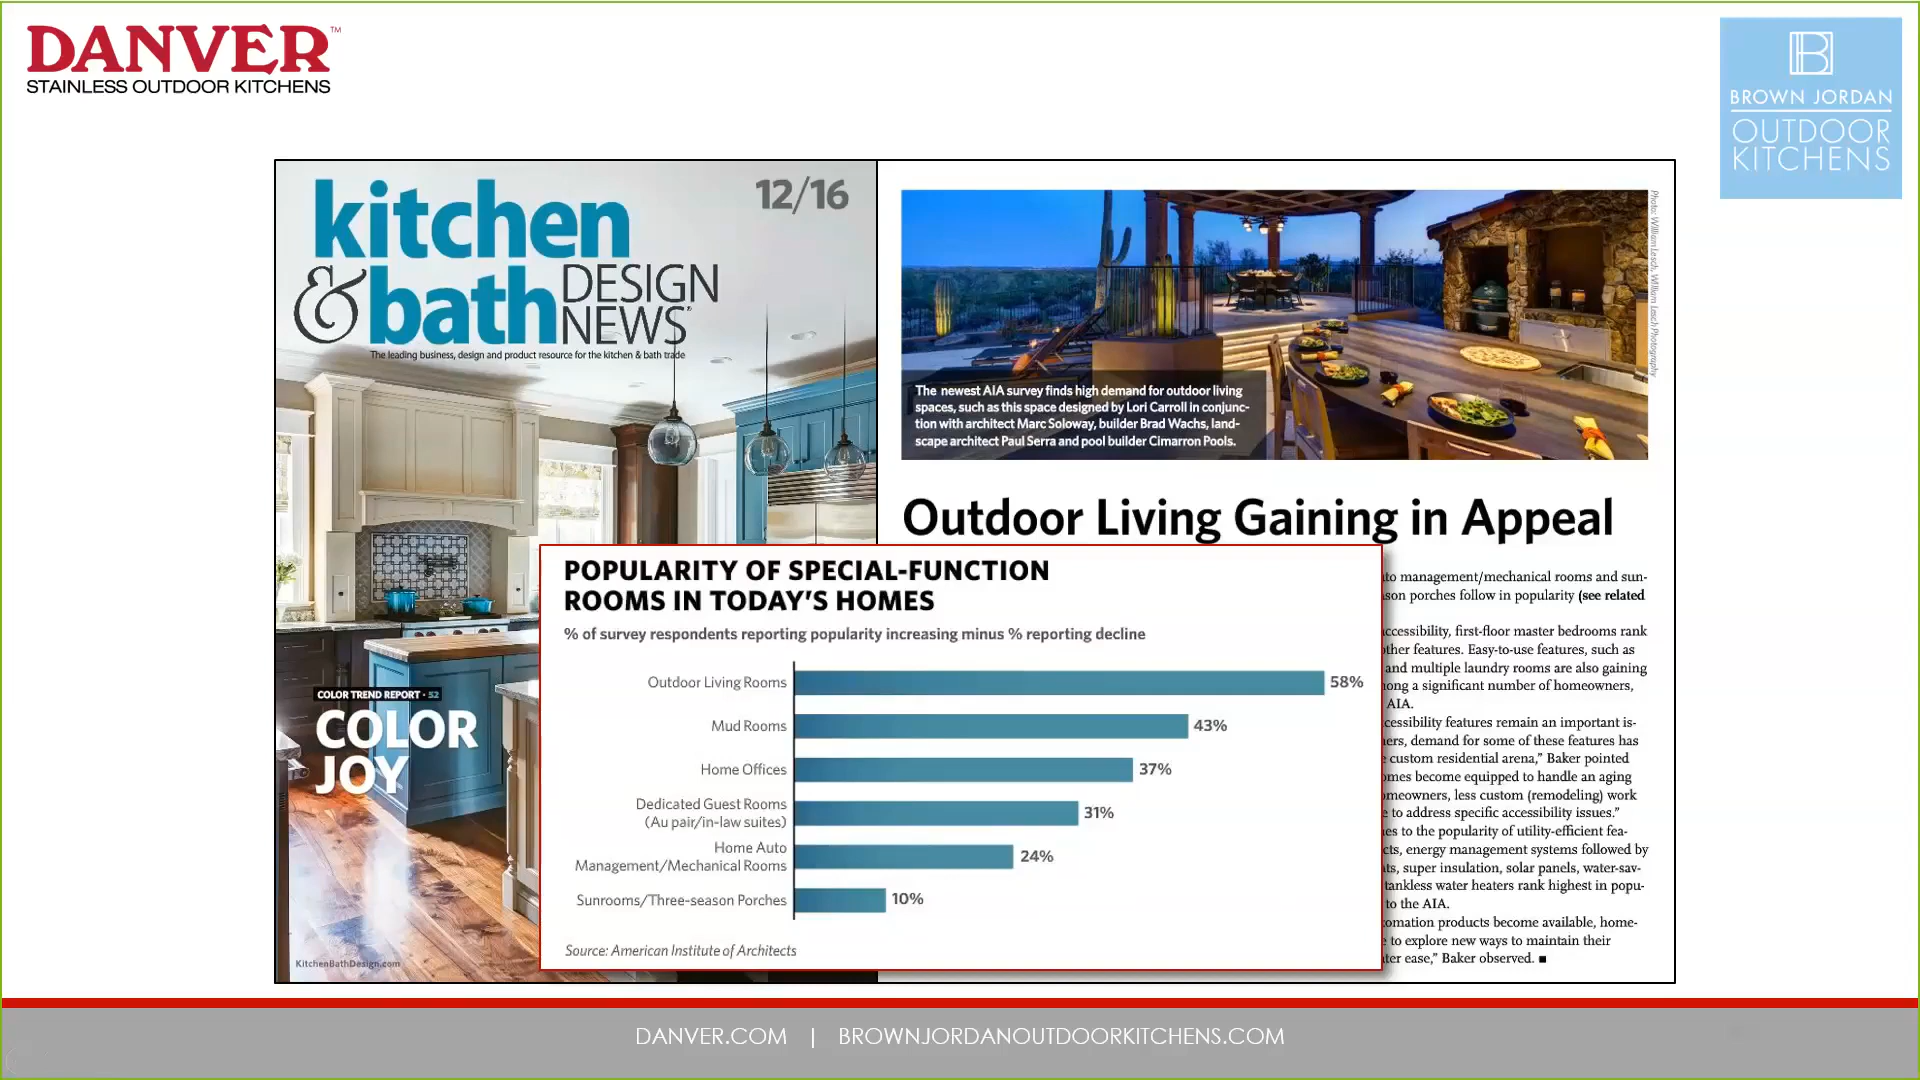 DANVER™
STAINLESS OUTDOOR KITCHENS
B
BROWN JORDAN
OUTDOOR
KITCHENS
12/16
kitchen
& bath DESIGN
NEWS®
The leading business, design and product resource for the kitchen & bath trade
COLOR TREND REPORT • 52
COLOR
JOY
KitchenBathDesign.com
Photo: William Lesch, William Lesch Photography
The newest AIA survey finds high demand for outdoor living
spaces, such as this space designed by Lori Carroll in conjunc-
tion with architect Marc Soloway, builder Brad Wachs, land-
scape architect Paul Serra and pool builder Cimarron Pools.
Outdoor Living Gaining in Appeal
POPULARITY OF SPECIAL-FUNCTION
ROOMS IN TODAY'S HOMES
% of survey respondents reporting popularity increasing minus % reporting decline
Outdoor Living Rooms 58%
Mud Rooms 43%
Home Offices 37%
Dedicated Guest Rooms
(Au pair/in-law suites) 31%
Home Auto
Management/Mechanical Rooms 24%
Sunrooms/Three-season Porches 10%
Source: American Institute of Architects
to management/mechanical rooms and sun-
son porches follow in popularity (see related
ccessibility, first-floor master bedrooms rank
ther features. Easy-to-use features, such as
and multiple laundry rooms are also gaining
ong a significant number of homeowners,
AIA.
cessibility features remain an important is-
ers, demand for some of these features has
custom residential arena,” Baker pointed
omes become equipped to handle an aging
meowners, less custom (remodeling) work
to address specific accessibility issues.”
es to the popularity of utility-efficient fea-
cts, energy management systems followed by
ts, super insulation, solar panels, water-sav-
tankless water heaters rank highest in popu-
to the AIA.
omation products become available, home-
to explore new ways to maintain their
ter ease,” Baker observed. ■
DANVER.COM | BROWNJORDANOUTDOORKITCHENS.COM